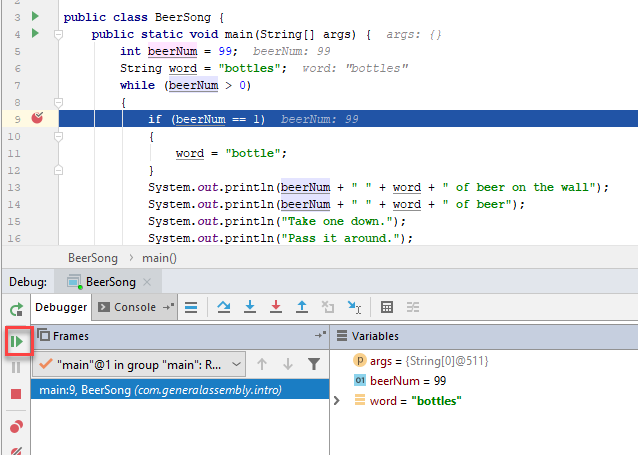 3 public class BeerSong {
4 public static void main(String[] args) { args: {}
5 int beerNum = 99; beerNum: 99
6 String word = "bottles"; word: "bottles"
7 while (beerNum > 0)
8 {
9 if (beerNum == 1) beerNum: 99
10 {
11 word = "bottle";
12 }
13 System.out.println(beerNum + " " + word + " of beer on the wall");
14 System.out.println(beerNum + " " + word + " of beer");
15 System.out.println("Take one down.");
16 System.out.println("Pass it around.");
BeerSong > main()
Debug: BeerSong
Debugger Console
Frames
Variables
"main"@1 in group "main": R...
main:9, BeerSong (com.generalassembly.intro)
args = {String[0]@511}
beerNum = 99
word = "bottles"